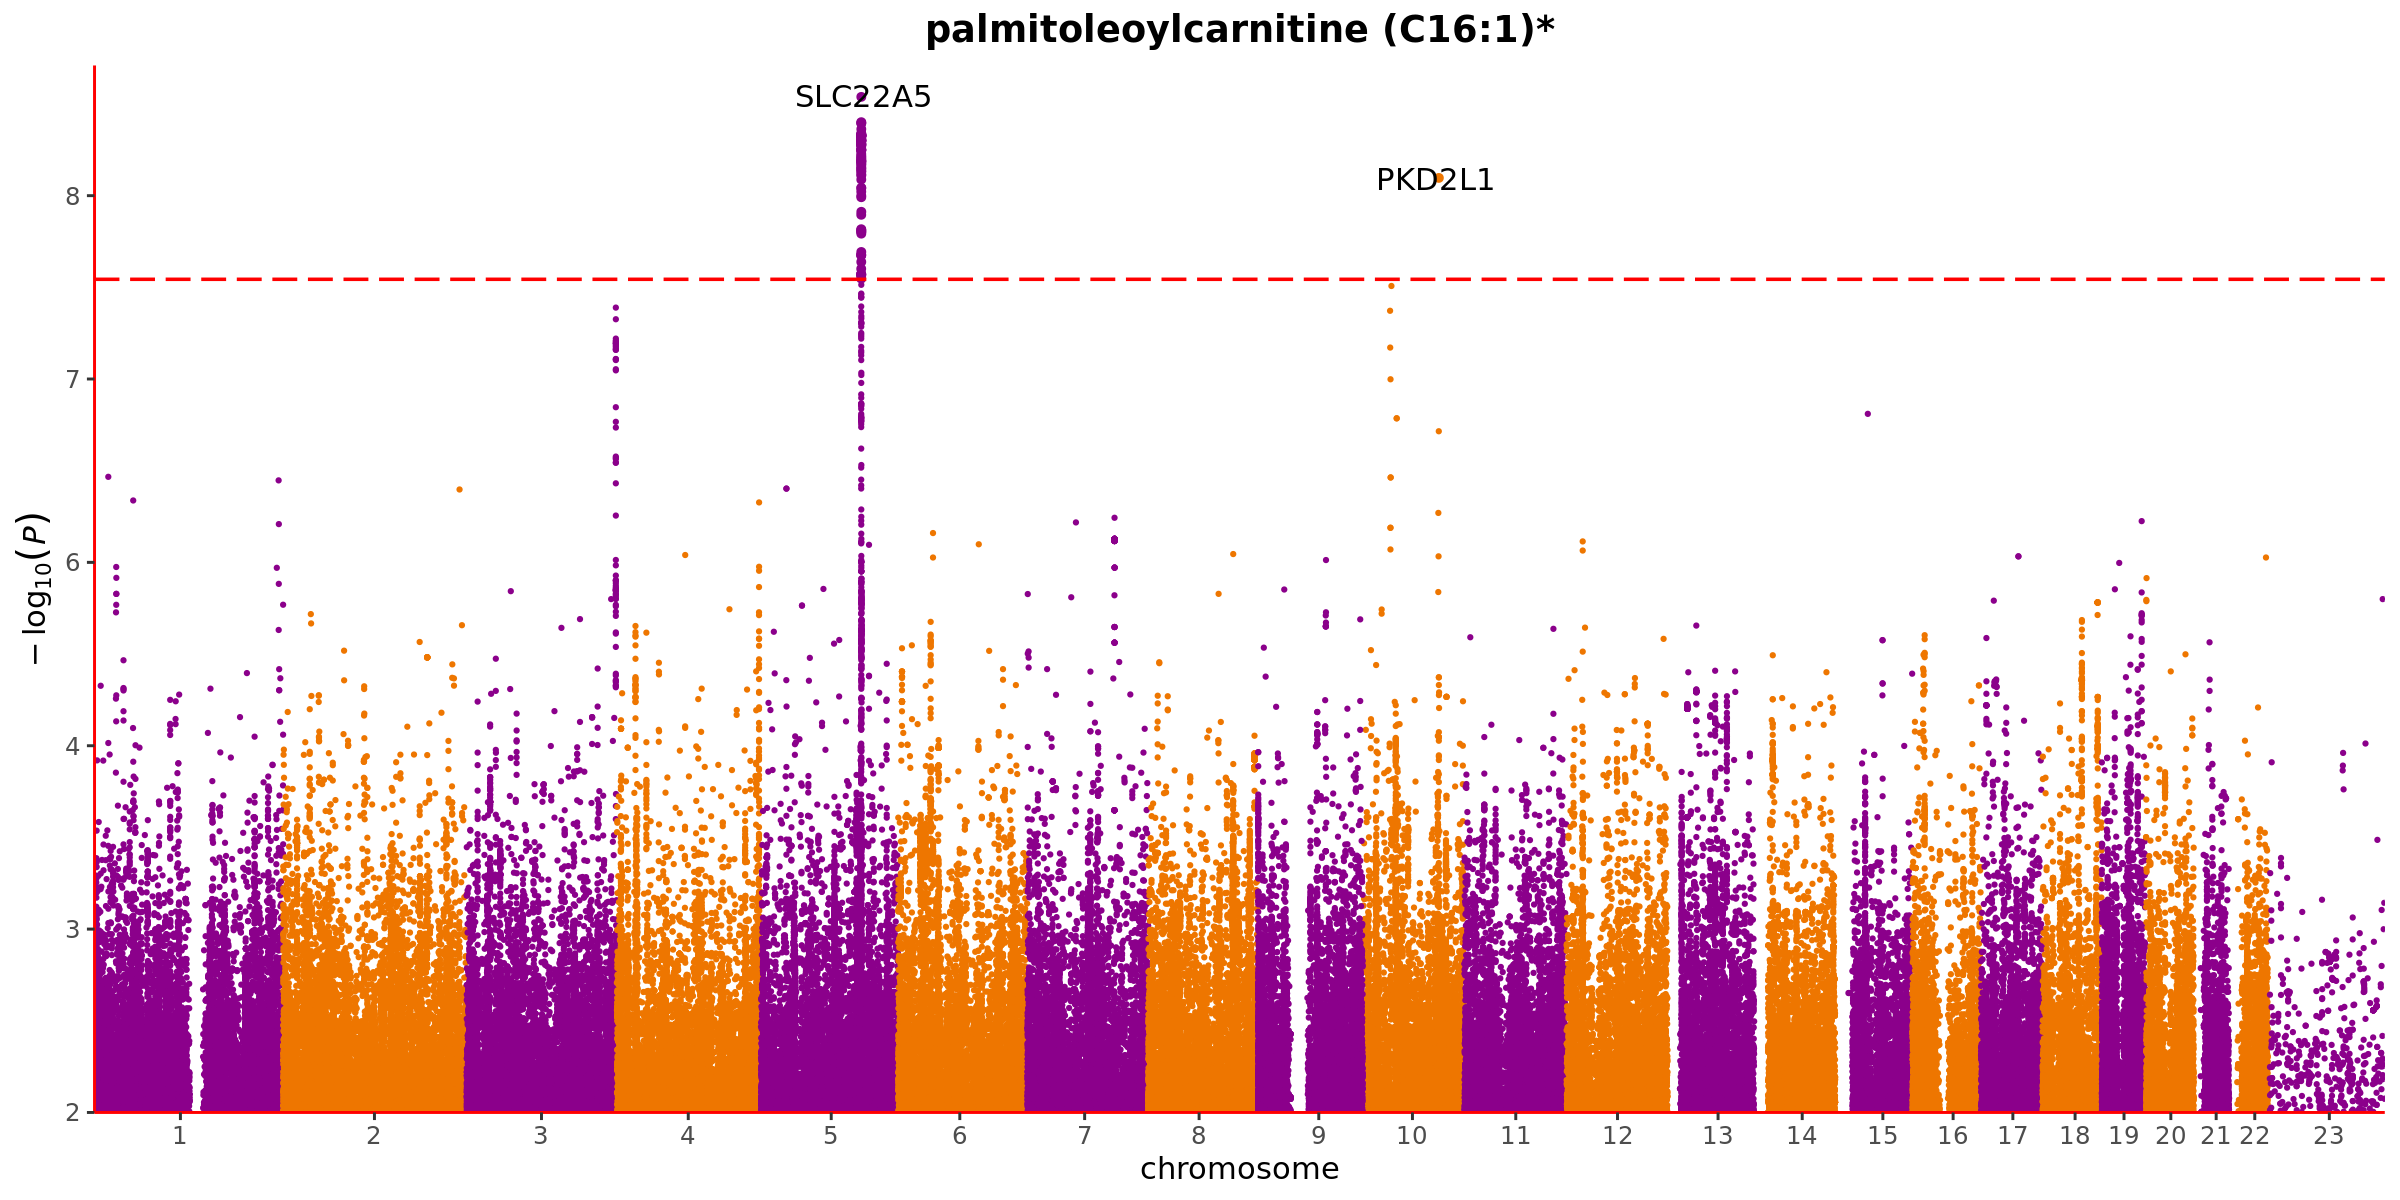 palmitoleoylcarnitine (C16:1)*
SLC22A5
PKD2L1
8
7
6
4
3
2
− log10(P)
1 2 3 4 5 6 7 8 9 10 11 12 13 14 15 16 17 18 19 20 21 22 23
chromosome